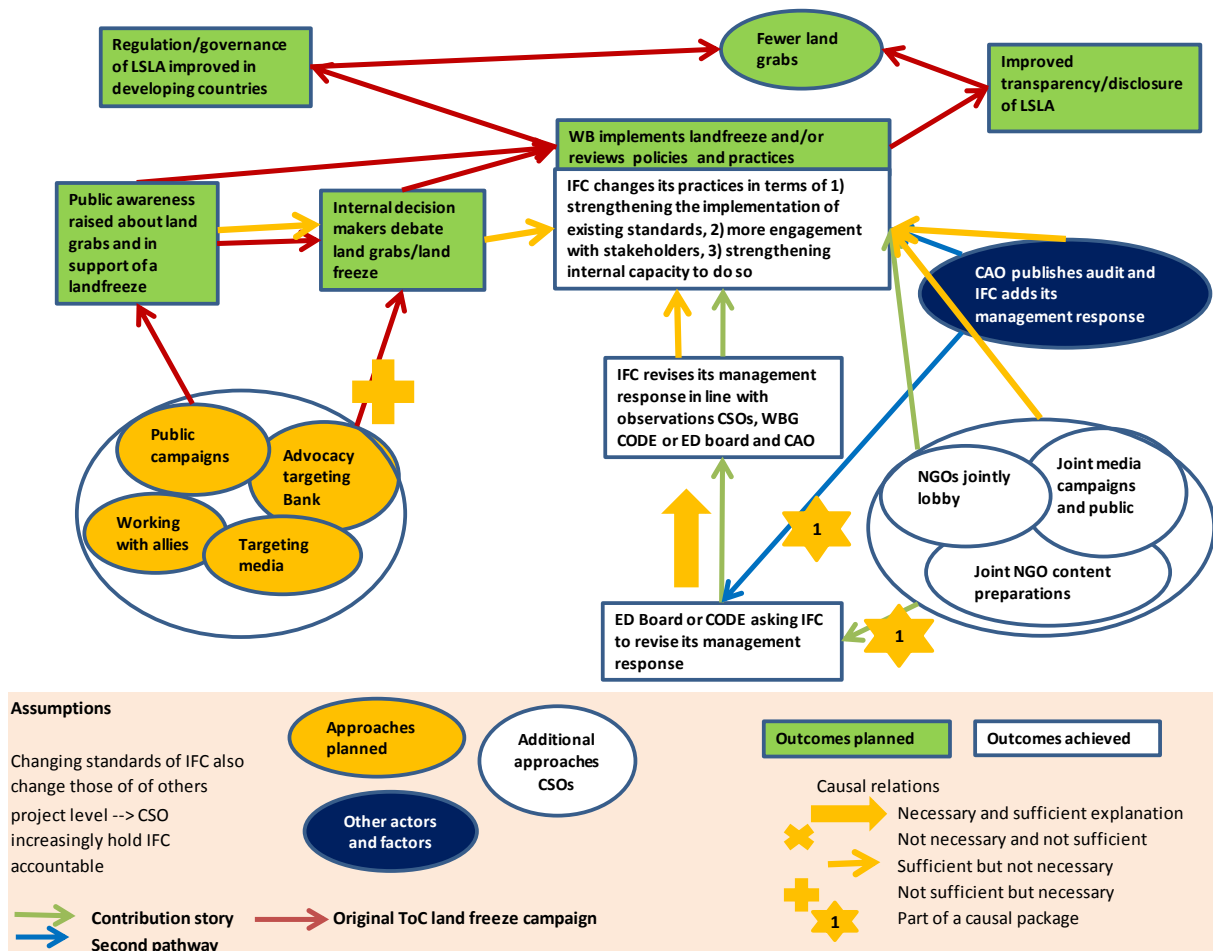 Regulation/governance
of LSLA improved in
developing countries
Fewer land
grabs
Improved
transparency/disclosure
of LSLA
WB implements landfreeze and/or
reviews policies and practices
Public awareness
raised about land
grabs and in
support of a
landfreeze
Internal decision
makers debate
land grabs/land
freeze
IFC changes its practices in terms of 1)
strengthening the implementation of
existing standards, 2) more engagement
with stakeholders, 3) strengthening
internal capacity to do so
CAO publishes audit and
IFC adds its
management response
IFC revises its management
response in line with
observations CSOs, WBG
CODE or ED board and CAO
Public
campaigns
Advocacy
targeting
Bank
Working
with allies
Targeting
media
NGOs jointly
lobby
Joint media
campaigns
and public
Joint NGO content
preparations
1
1
ED Board or CODE asking IFC
to revise its management
response
Assumptions
Changing standards of IFC also
change those of of others
project level --> CSO
increasingly hold IFC
accountable
Approaches
planned
Additional
approaches
CSOs
Other actors
and factors
Outcomes planned
Outcomes achieved
Causal relations
Necessary and sufficient explanation
Not necessary and not sufficient
Sufficient but not necessary
Not sufficient but necessary
1
Part of a causal package
Contribution story
Original ToC land freeze campaign
Second pathway